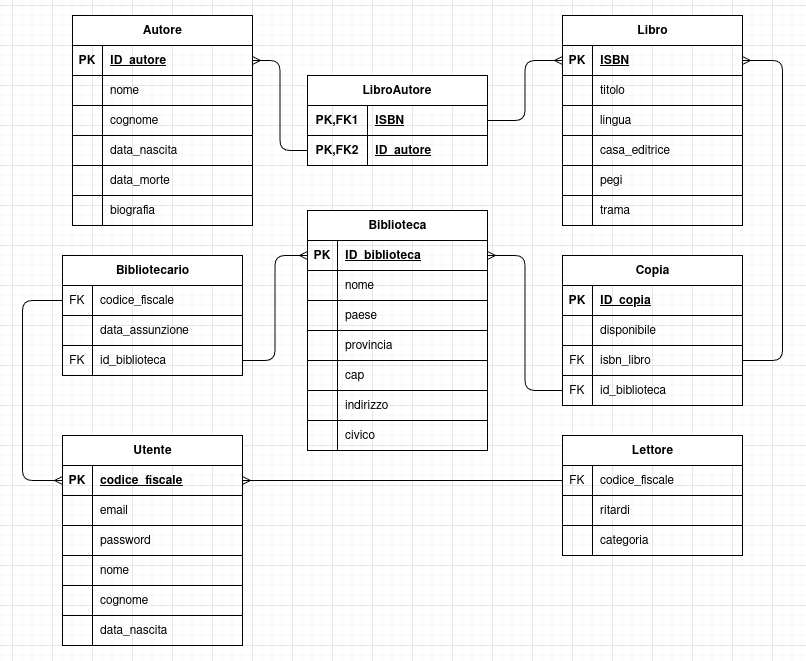 Autore
PK ID_autore
nome
cognome
data_nascita
data_morte
biografia
LibroAutore
PK,FK1 ISBN
PK,FK2 ID_autore
Libro
PK ISBN
titolo
lingua
casa_editrice
pegi
trama
Bibliotecario
FK codice_fiscale
data_assunzione
FK id_biblioteca
Biblioteca
PK ID_biblioteca
nome
paese
provincia
cap
indirizzo
civico
Copia
PK ID_copia
disponibile
FK isbn_libro
FK id_biblioteca
Utente
PK codice_fiscale
email
password
nome
cognome
data_nascita
Lettore
FK codice_fiscale
ritardi
categoria